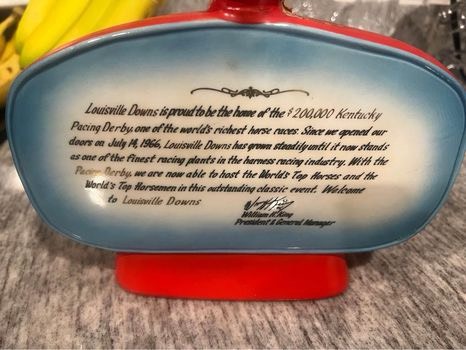 Louisville Downs is proud to be the home of the $200,000 Kentucky
Pacing Derby, one of the world's richest horse races. Since we opened our
doors on July 14, 1966, Louisville Downs has grown steadily until it now stands
as one of the finest racing plants in the harness racing industry. With the
Pacing Derby, we are now able to host the World's Top Horses and the
World's Top Horsemen in this outstanding classic event. Welcome
to Louisville Downs
William H. King
President & General Manager